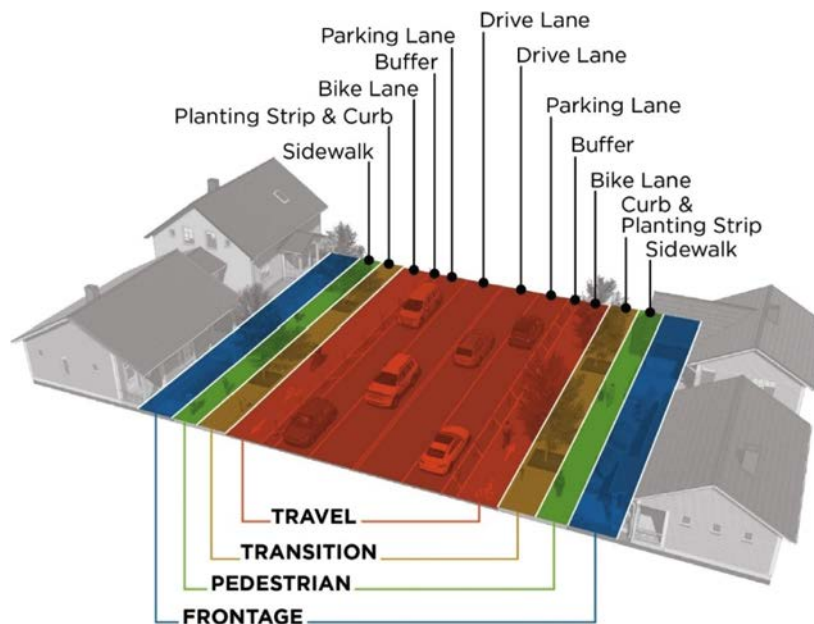 Drive Lane
Parking Lane
Drive Lane
Buffer
Bike Lane
Parking Lane
Planting Strip & Curb
Buffer
Sidewalk
Bike Lane
Curb &
Planting Strip
Sidewalk
TRAVEL
TRANSITION
PEDESTRIAN
FRONTAGE